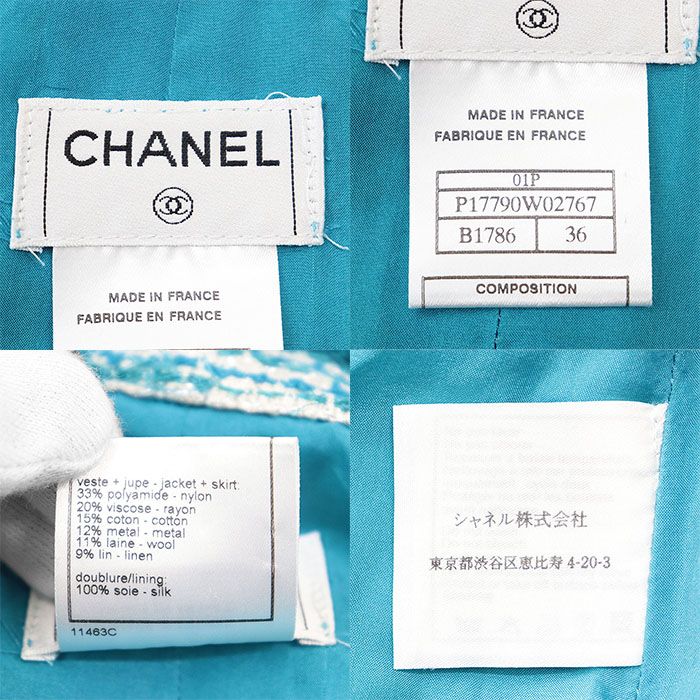 CHANEL
MADE IN FRANCE
FABRIQUE EN FRANCE
MADE IN FRANCE
FABRIQUE EN FRANCE
01P
P17790W02767
B1786 36
COMPOSITION
veste + jupe - jacket + skirt:
33% polyamide - nylon
20% viscose - rayon
15% coton - cotton
12% metal - metal
11% laine - wool
9% lin - linen
doublure/lining:
100% soie - silk
11463C
シャネル株式会社
東京都渋谷区恵比寿4-20-3